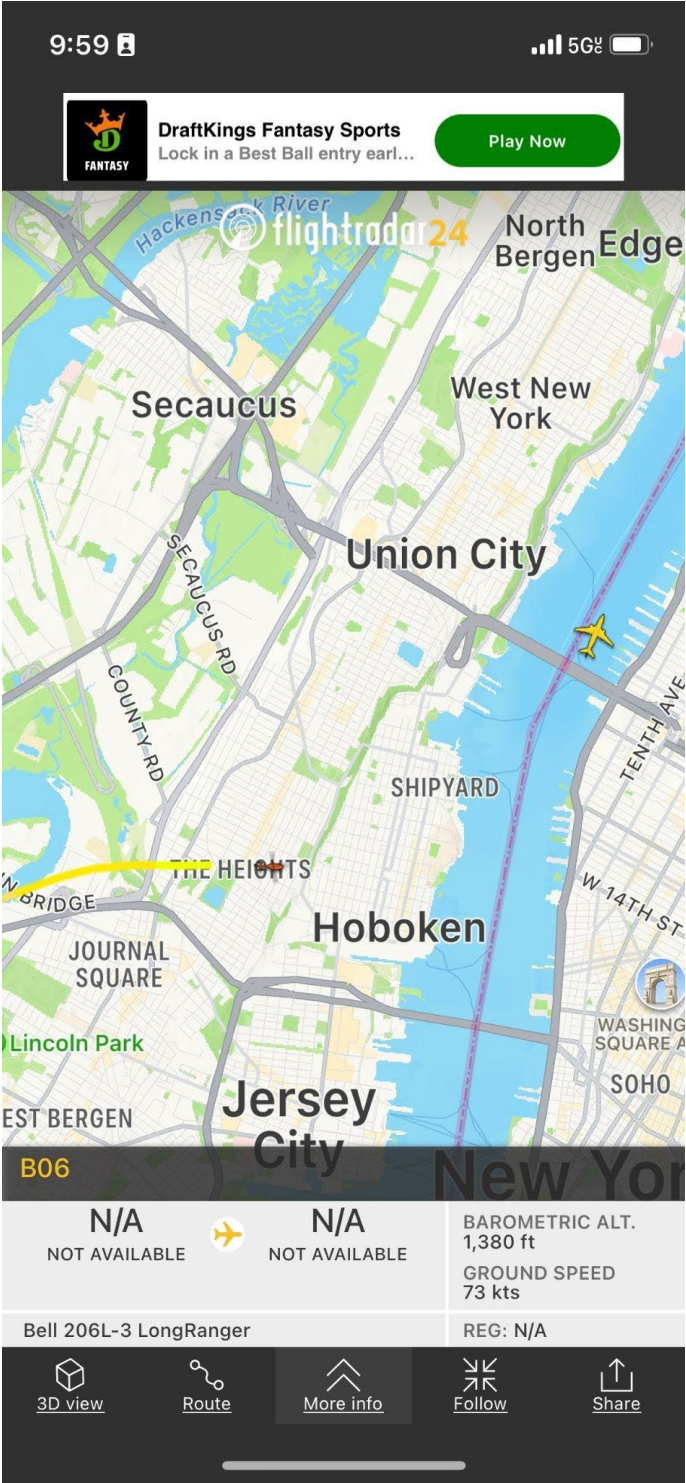 9:59
5G UC
DraftKings Fantasy Sports
Lock in a Best Ball entry earl...
FANTASY
Play Now
Hackensack River
flightradar24
North
Bergen
Edge
Secaucus
West New
York
Union City
SECAUCUS RD
COUNTY RD
TENTH AVE
SHIPYARD
THE HEIGHTS
N BRIDGE
W 14TH ST
Hoboken
JOURNAL
SQUARE
WASHING
SQUARE A
Lincoln Park
SOHO
Jersey
City
EST BERGEN
New Yor
B06
N/A
NOT AVAILABLE
N/A
NOT AVAILABLE
BAROMETRIC ALT.
1,380 ft
GROUND SPEED
73 kts
Bell 206L-3 LongRanger
REG: N/A
3D view
Route
More info
Follow
Share